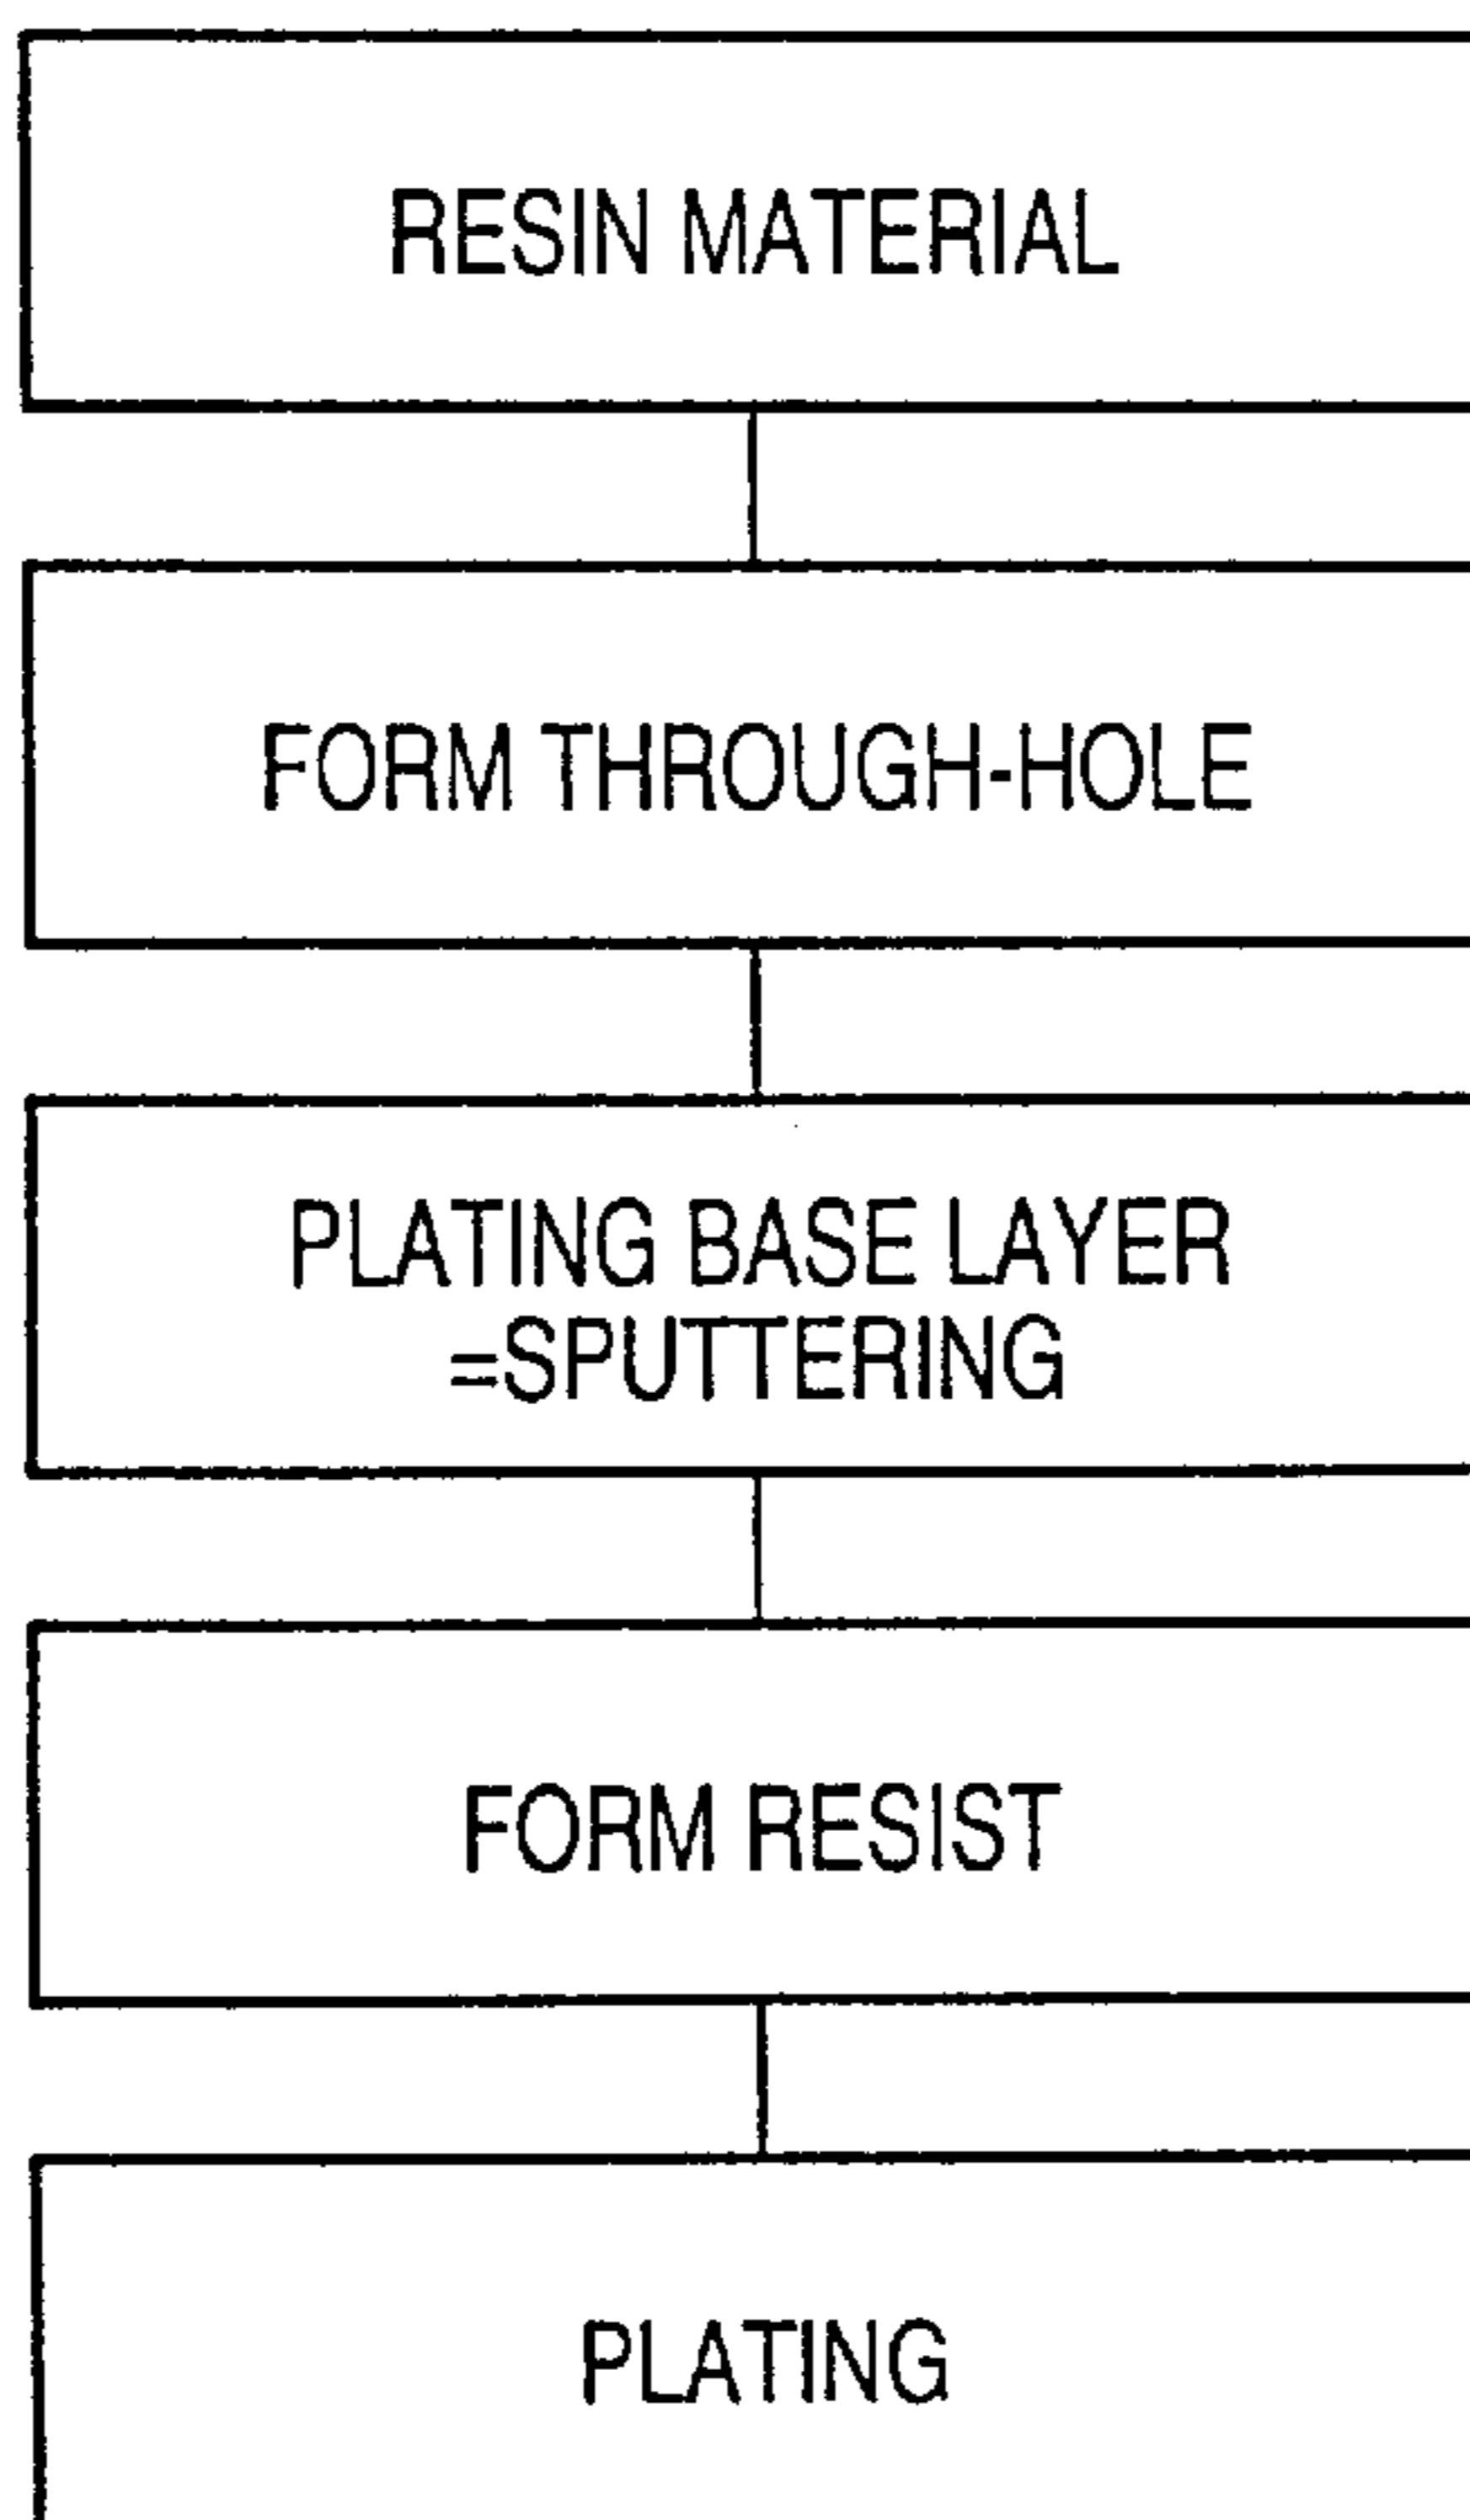 RESIN MATERIAL
FORM THROUGH-HOLE
PLATING BASE LAYER
=SPUTTERING
FORM RESIST
PLATING